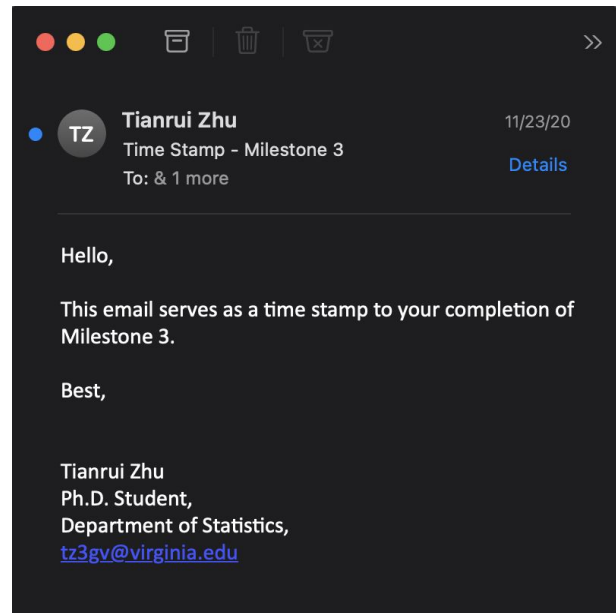 TZ
Tianrui Zhu
11/23/20
Time Stamp - Milestone 3
Details
To: & 1 more
Hello,
This email serves as a time stamp to your completion of
Milestone 3.
Best,
Tianrui Zhu
Ph.D. Student,
Department of Statistics,
tz3gv@virginia.edu